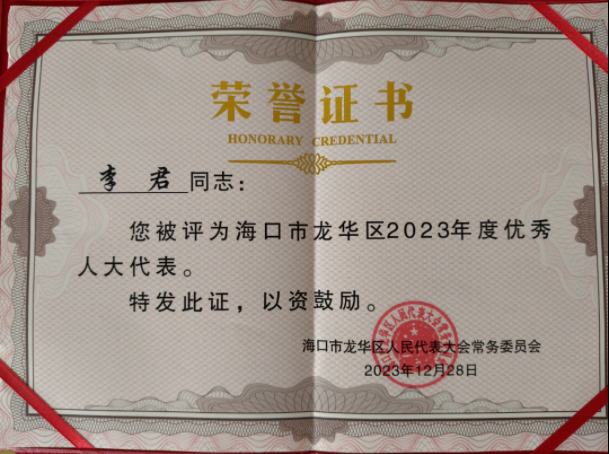 荣誉证书
HONORARY CREDENTIAL
李 君 同志：
您被评为海口市龙华区2023年度优秀
人大代表。
特发此证，以资鼓励。
海口市龙华区人民代表大会常务委员会
2023年12月28日